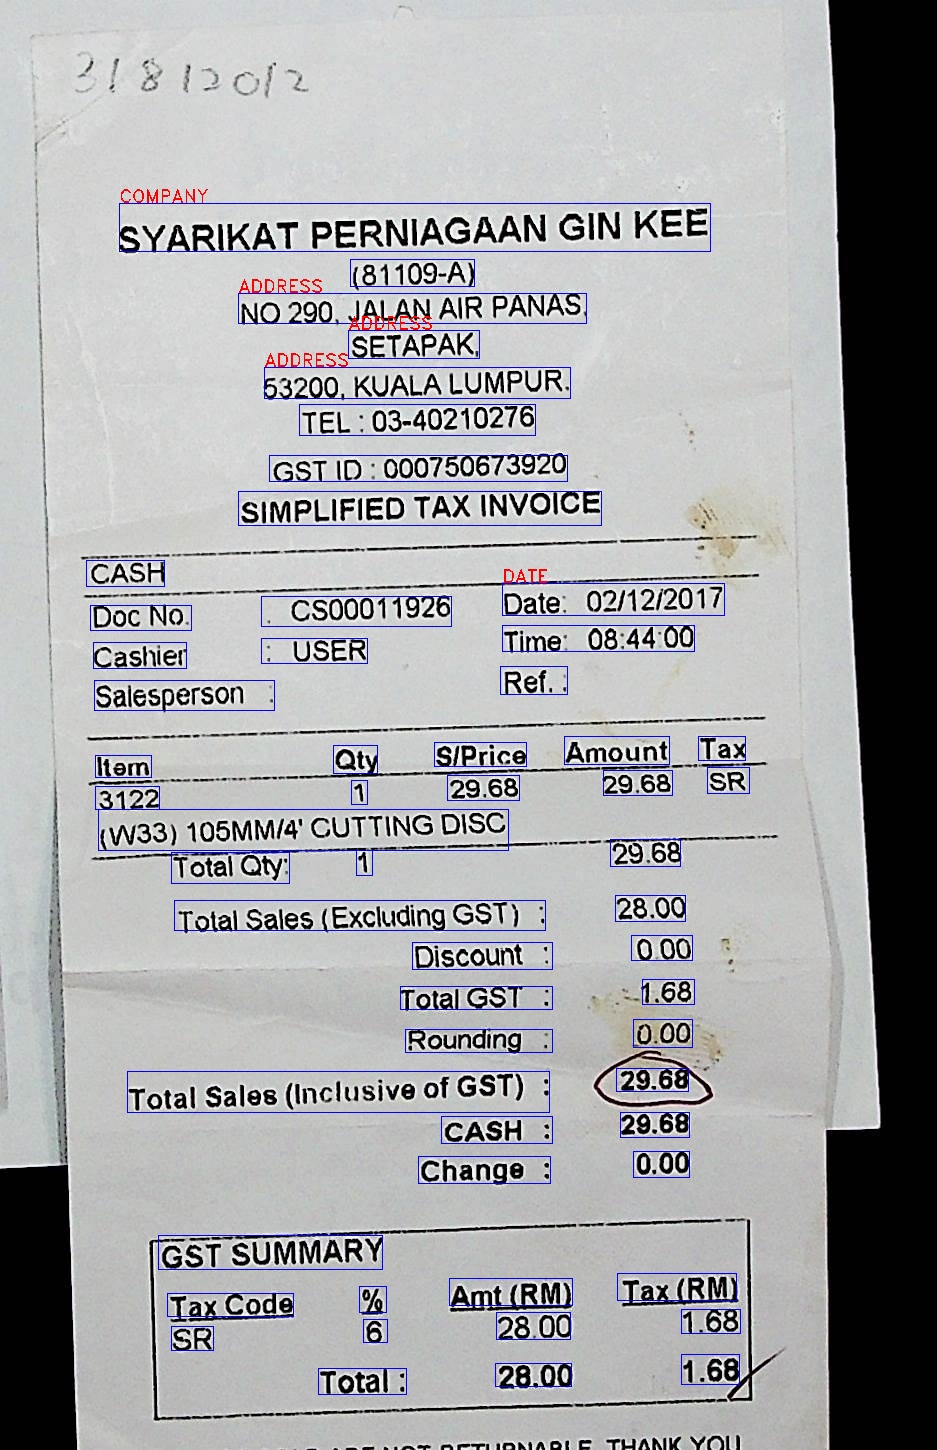 3/8 12012
COMPANY
SYARIKAT PERNIAGAAN GIN KEE
(81109-A)
ADDRESS
NO 290, JALAN AIR PANAS,
ADDRESS
SETAPAK,
ADDRESS
53200, KUALA LUMPUR.
TEL : 03-40210276
GST ID : 000750673920
SIMPLIFIED TAX INVOICE
CASH
DATE
Doc No. : CS00011926 Date: 02/12/2017
Cashier : USER Time: 08:44:00
Salesperson : Ref. :
Item Qty S/Price Amount Tax
3122 1 29.68 29.68 SR
(W33) 105MM/4' CUTTING DISC
Total Qty: 1 29.68
Total Sales (Excluding GST) : 28.00
Discount : 0.00
Total GST : 1.68
Rounding : 0.00
Total Sales (Inclusive of GST) : 29.68
CASH : 29.68
Change : 0.00
GST SUMMARY
Tax Code % Amt (RM) Tax (RM)
SR 6 28.00 1.68
Total : 28.00 1.68
ARE NOT RETURNABLE, THANK YOU